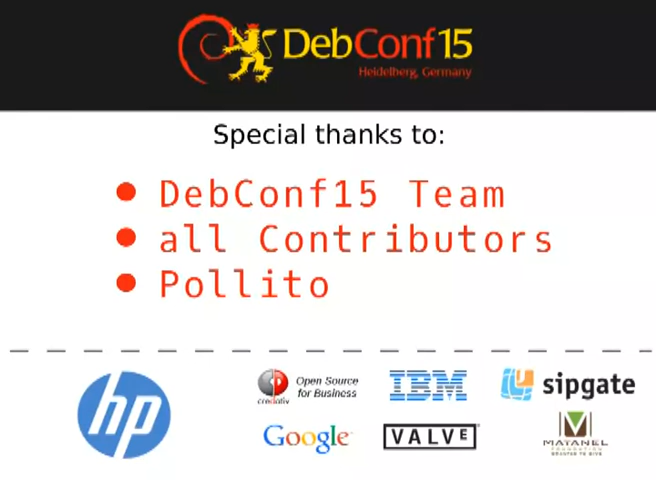 DebConf15
Heidelberg, Germany
Special thanks to:
• DebConf15 Team
• all Contributors
• Pollito
hp
credativ
Open Source
for Business
IBM
sipgate
Google
VALVE
MATANEL
FOUNDATION